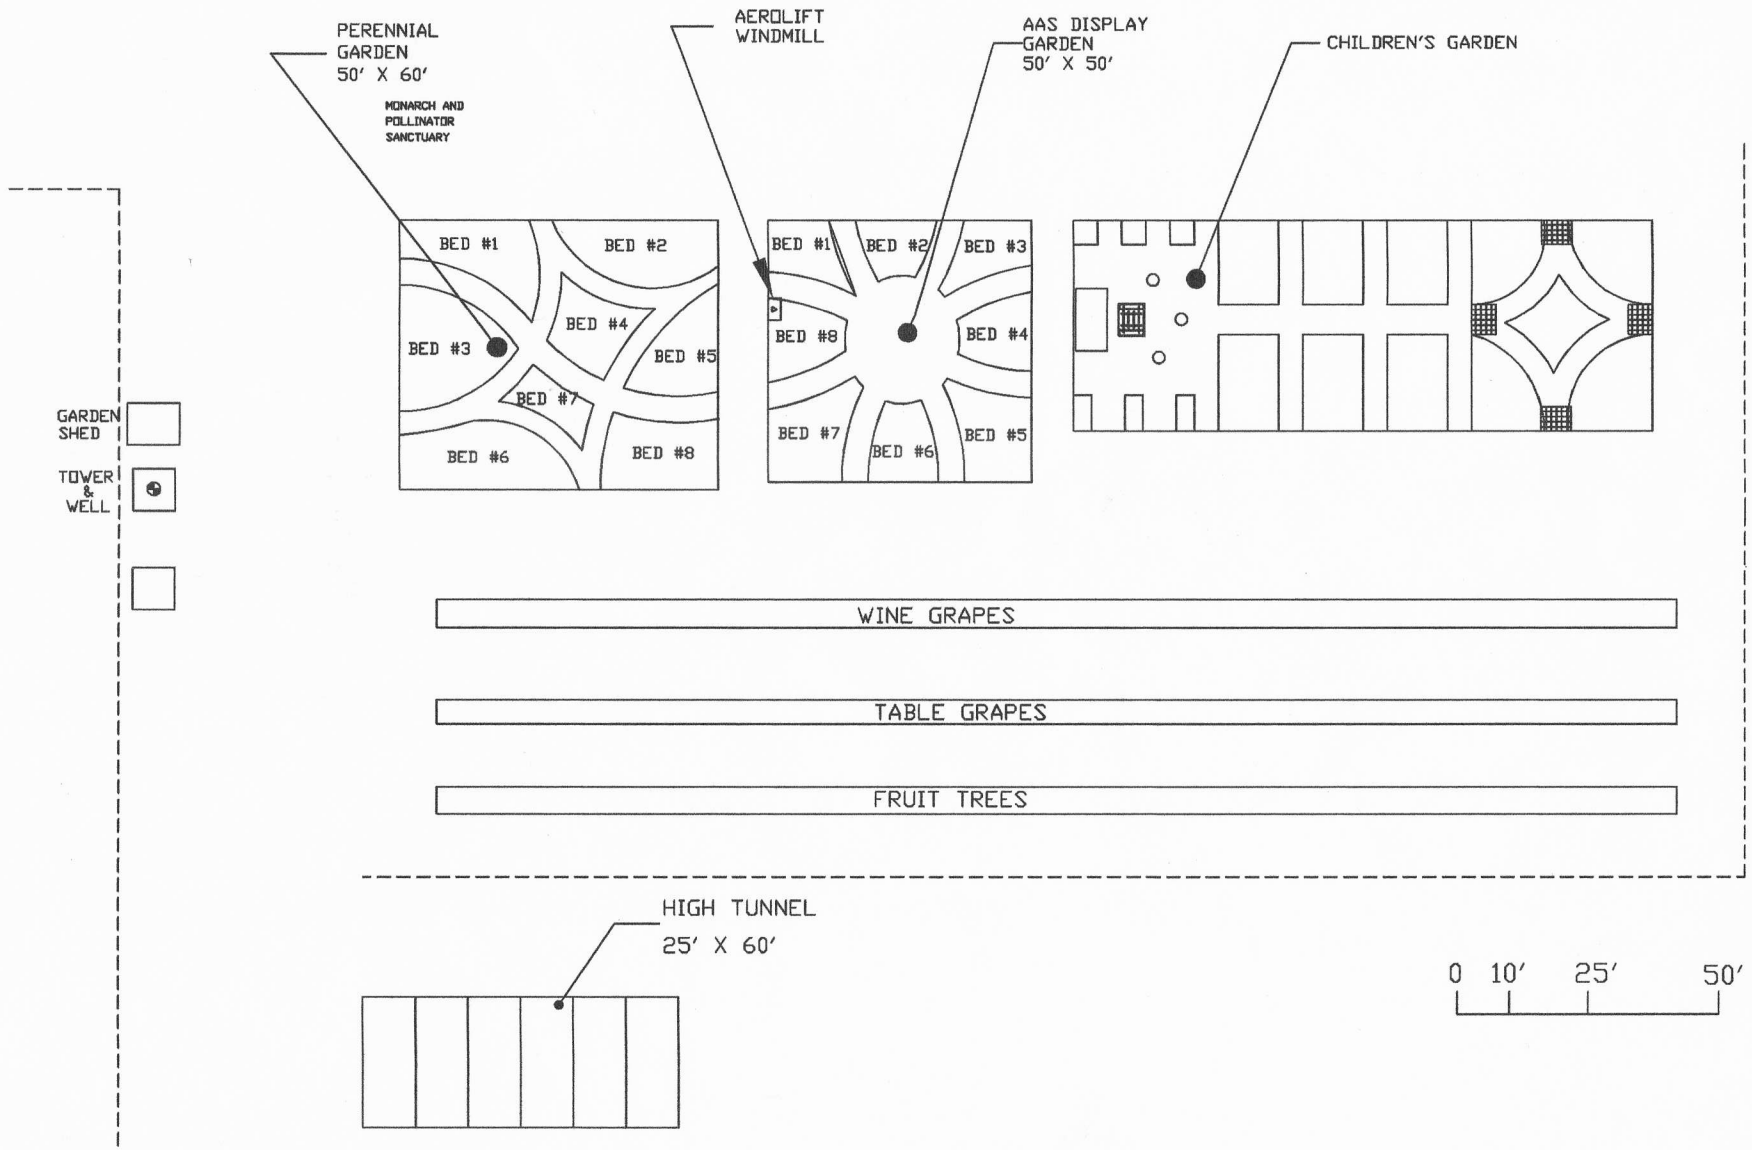 PERENNIAL
GARDEN
50' X 60'
MONARCH AND
POLLINATOR
SANCTUARY
AEROLIFT
WINDMILL
AAS DISPLAY
GARDEN
50' X 50'
CHILDREN'S GARDEN
BED #1
BED #2
BED #3
BED #4
BED #5
BED #7
BED #6
BED #8
BED #1
BED #2
BED #3
BED #8
BED #4
BED #7
BED #6
BED #5
GARDEN
SHED
TOWER
&
WELL
WINE GRAPES
TABLE GRAPES
FRUIT TREES
HIGH TUNNEL
25' X 60'
0 10' 25' 50'